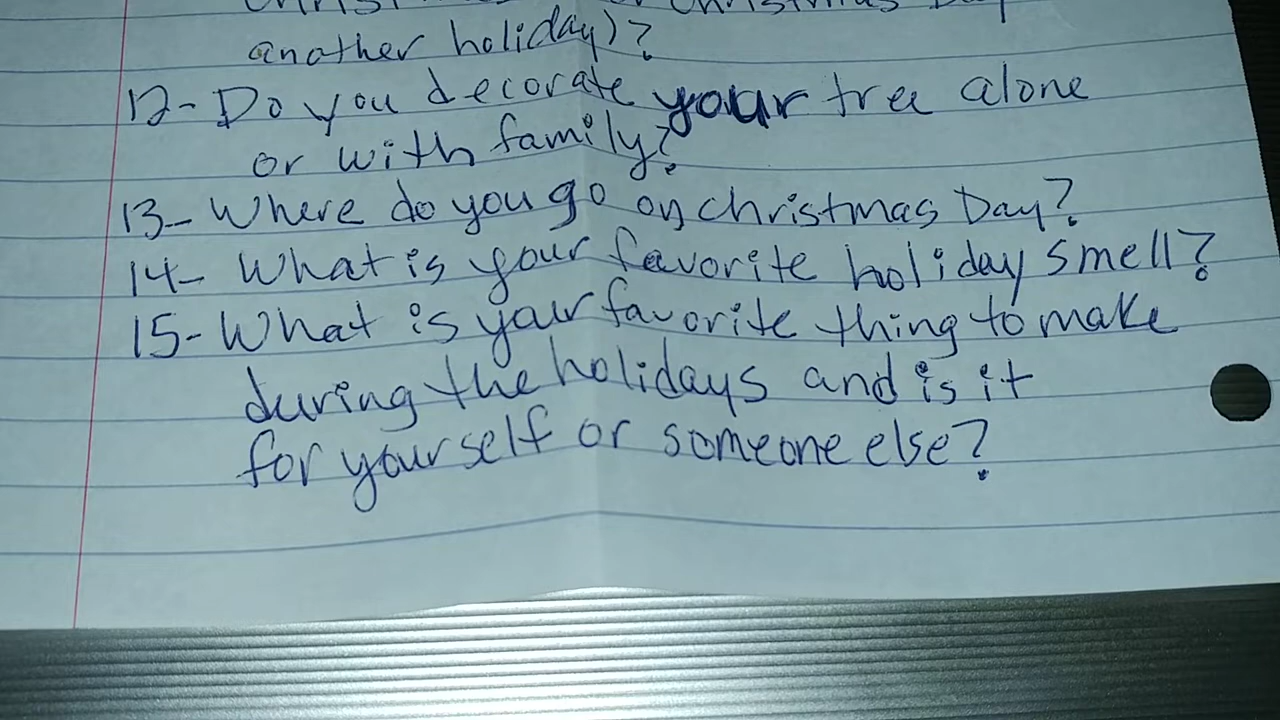 another holiday)?
12- Do you decorate your tree alone
or with family?
13- Where do you go on christmas Day?
14- What is your favorite holiday smell?
15- What is your favorite thing to make
during the holidays and is it
for yourself or someone else?